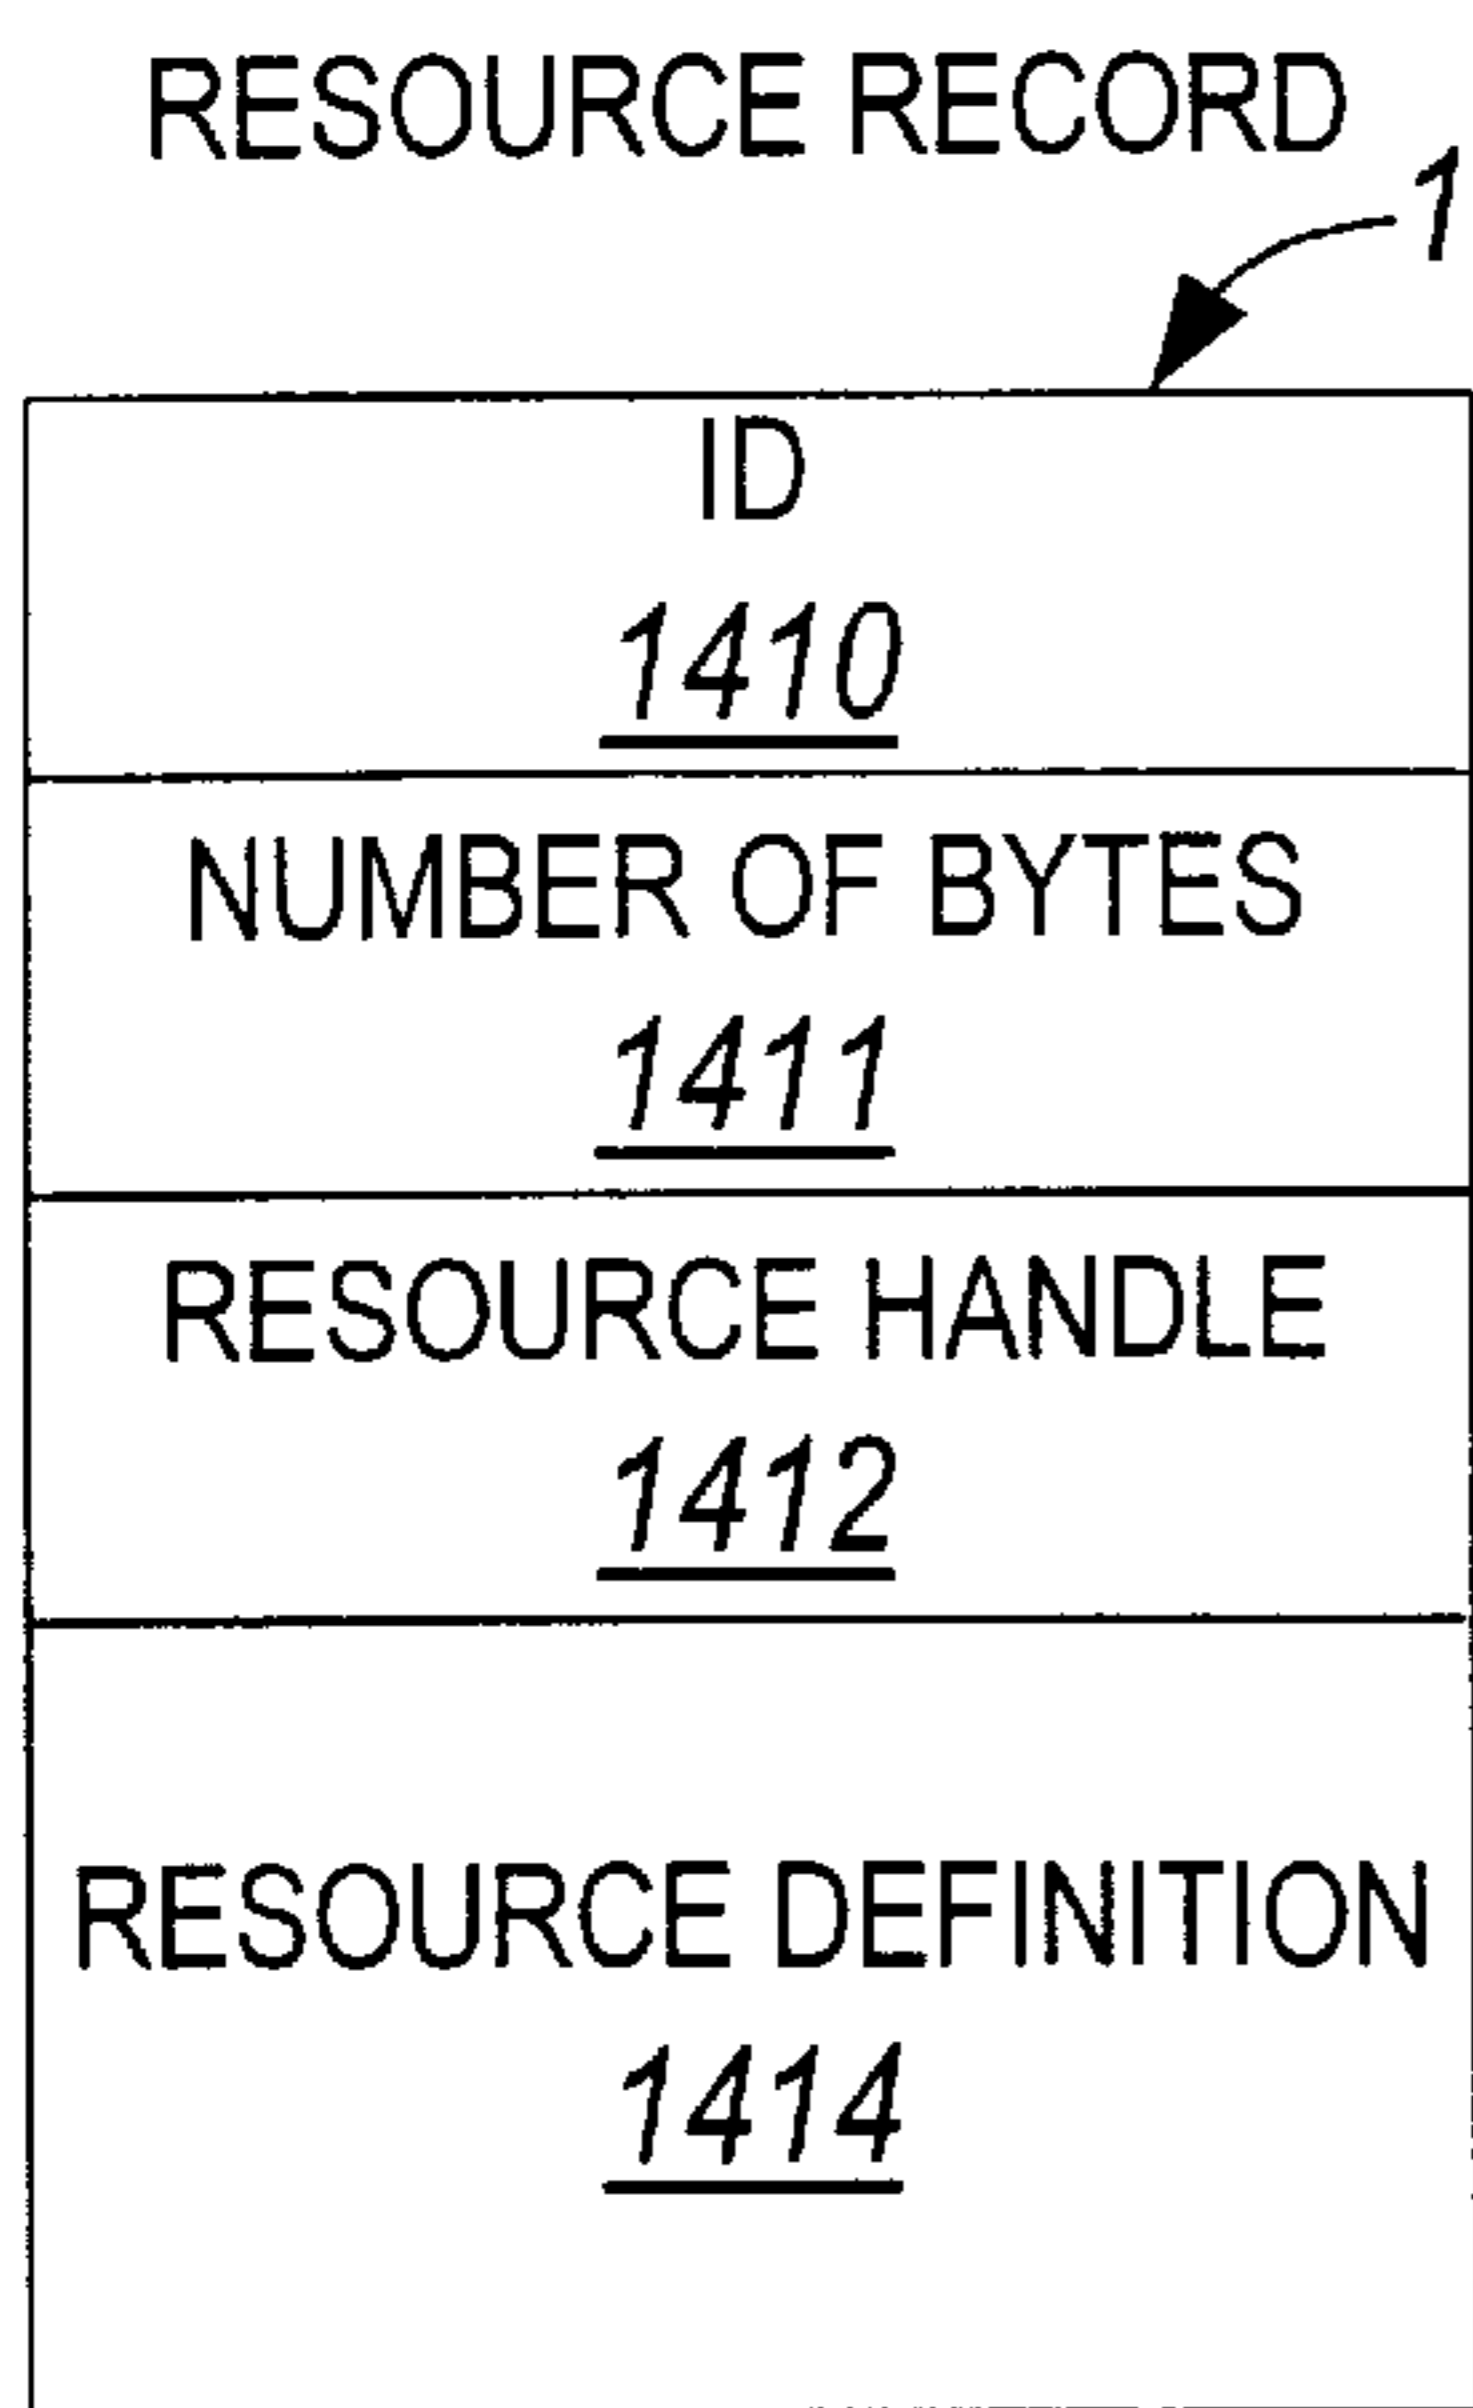 RESOURCE RECORD
1
ID
1410
NUMBER OF BYTES
1411
RESOURCE HANDLE
1412
RESOURCE DEFINITION
1414